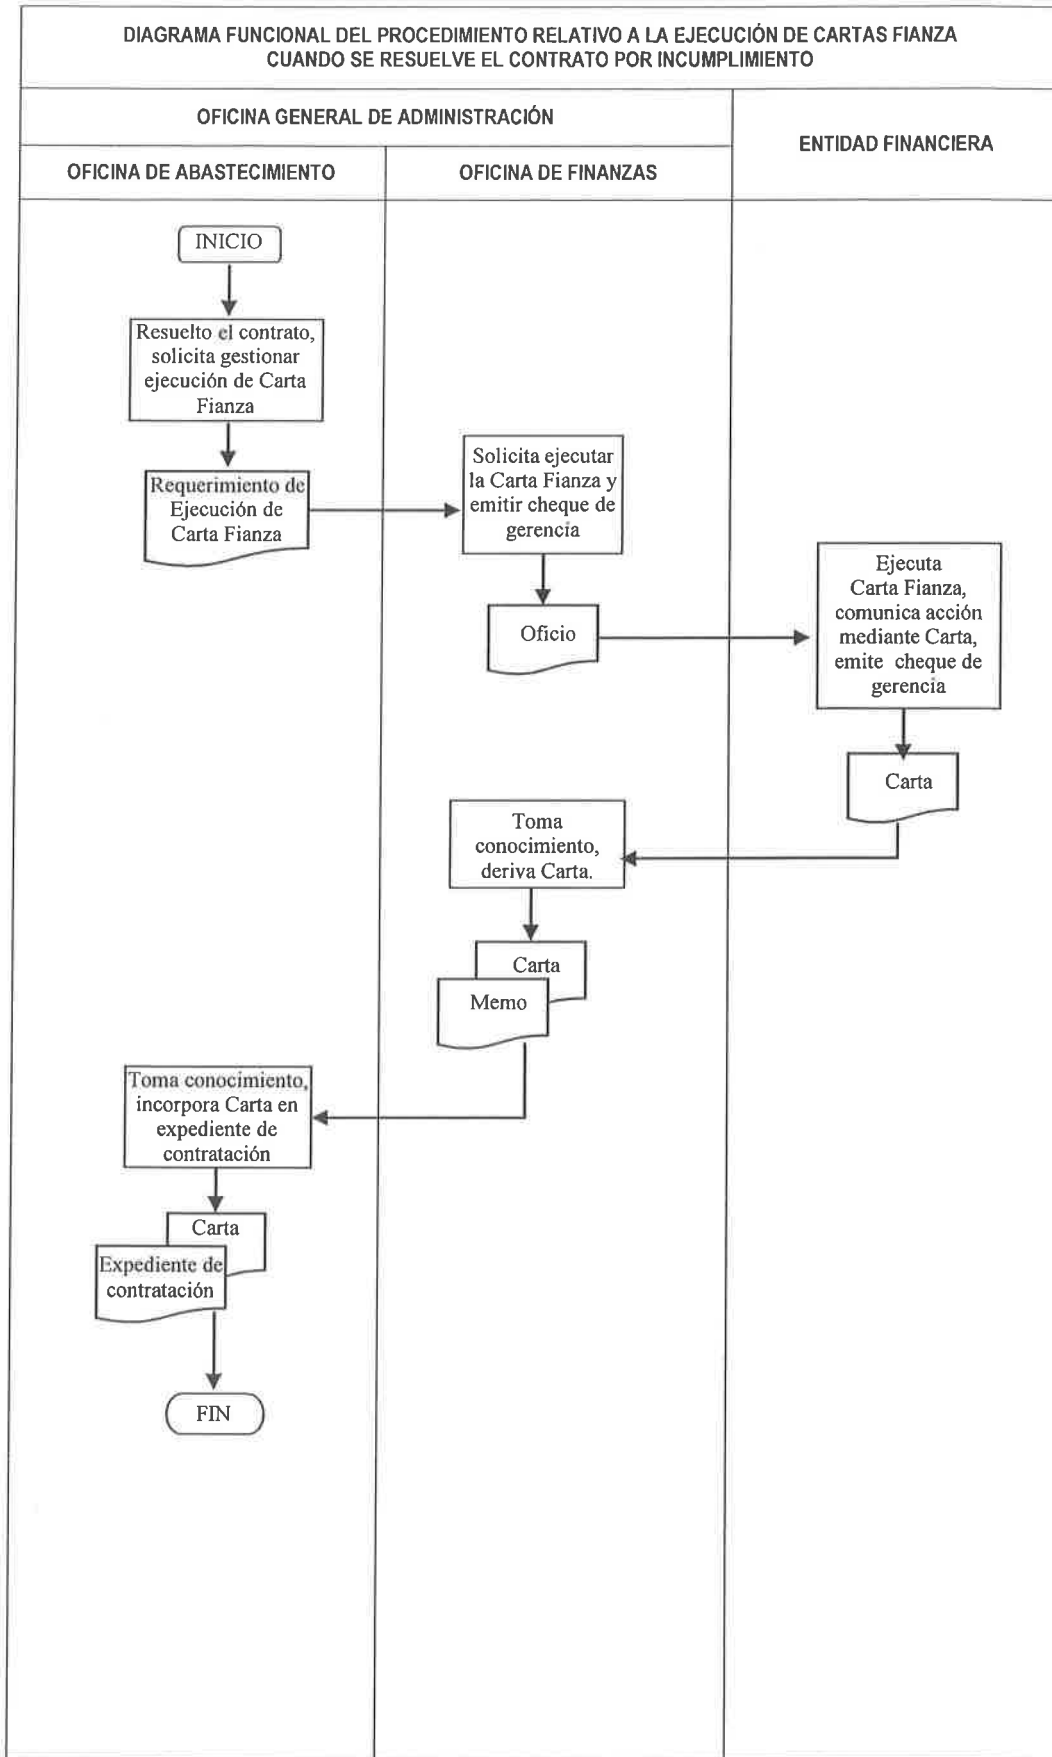 DIAGRAMA FUNCIONAL DEL PROCEDIMIENTO RELATIVO A LA EJECUCIÓN DE CARTAS FIANZA
CUANDO SE RESUELVE EL CONTRATO POR INCUMPLIMIENTO
OFICINA GENERAL DE ADMINISTRACIÓN
ENTIDAD FINANCIERA
OFICINA DE ABASTECIMIENTO
OFICINA DE FINANZAS
INICIO
Resuelto el contrato,
solicita gestionar
ejecución de Carta
Fianza
Requerimiento de
Ejecución de
Carta Fianza
Solicita ejecutar
la Carta Fianza y
emitir cheque de
gerencia
Oficio
Ejecuta
Carta Fianza,
comunica acción
mediante Carta,
emite cheque de
gerencia
Carta
Toma
conocimiento,
deriva Carta.
Carta
Memo
Toma conocimiento,
incorpora Carta en
expediente de
contratación
Carta
Expediente de
contratación
FIN